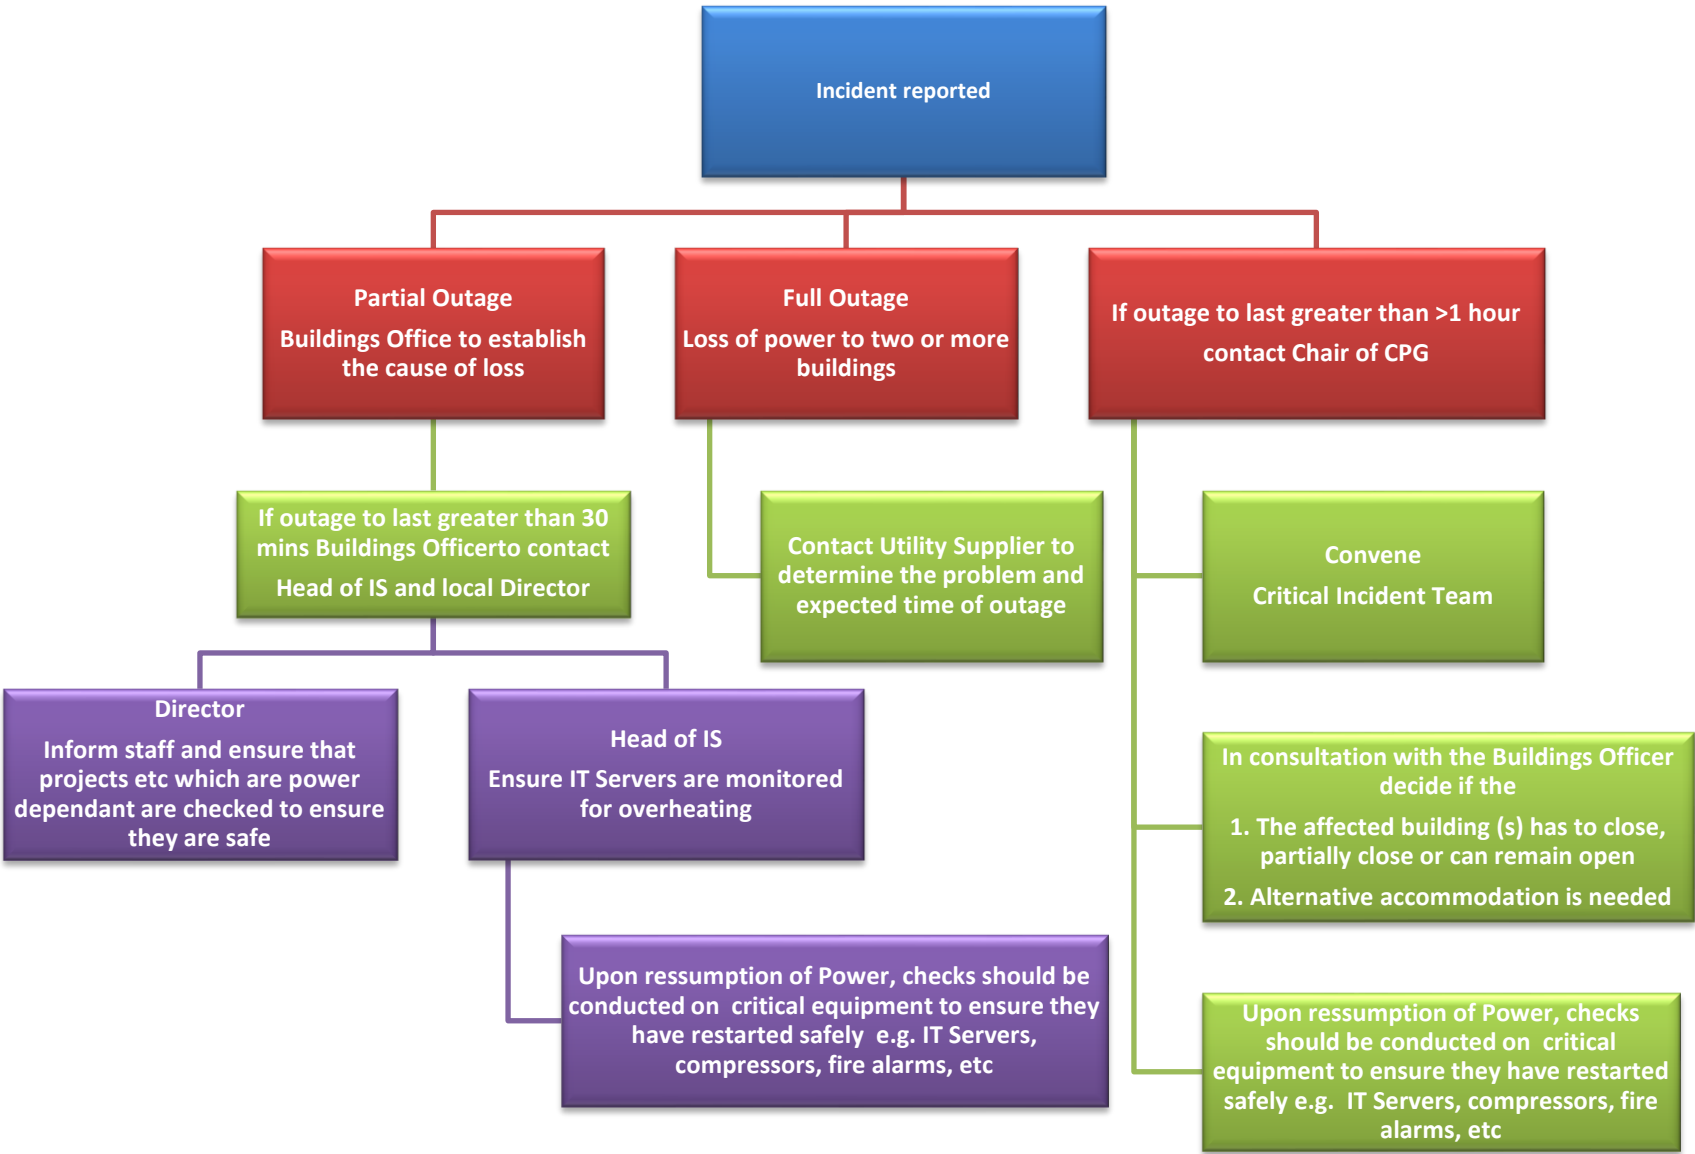 Incident reported
Partial Outage
Buildings Office to establish
the cause of loss
Full Outage
Loss of power to two or more
buildings
If outage to last greater than >1 hour
contact Chair of CPG
If outage to last greater than 30
mins Buildings Officerto contact
Head of IS and local Director
Contact Utility Supplier to
determine the problem and
expected time of outage
Convene
Critical Incident Team
Director
Inform staff and ensure that
projects etc which are power
dependant are checked to ensure
they are safe
Head of IS
Ensure IT Servers are monitored
for overheating
In consultation with the Buildings Officer
decide if the
1. The affected building (s) has to close,
partially close or can remain open
2. Alternative accommodation is needed
Upon ressumption of Power, checks should be
conducted on  critical equipment to ensure they
have restarted safely  e.g. IT Servers,
compressors, fire alarms, etc
Upon ressumption of Power, checks
should be conducted on  critical
equipment to ensure they have restarted
safely e.g.  IT Servers, compressors, fire
alarms, etc